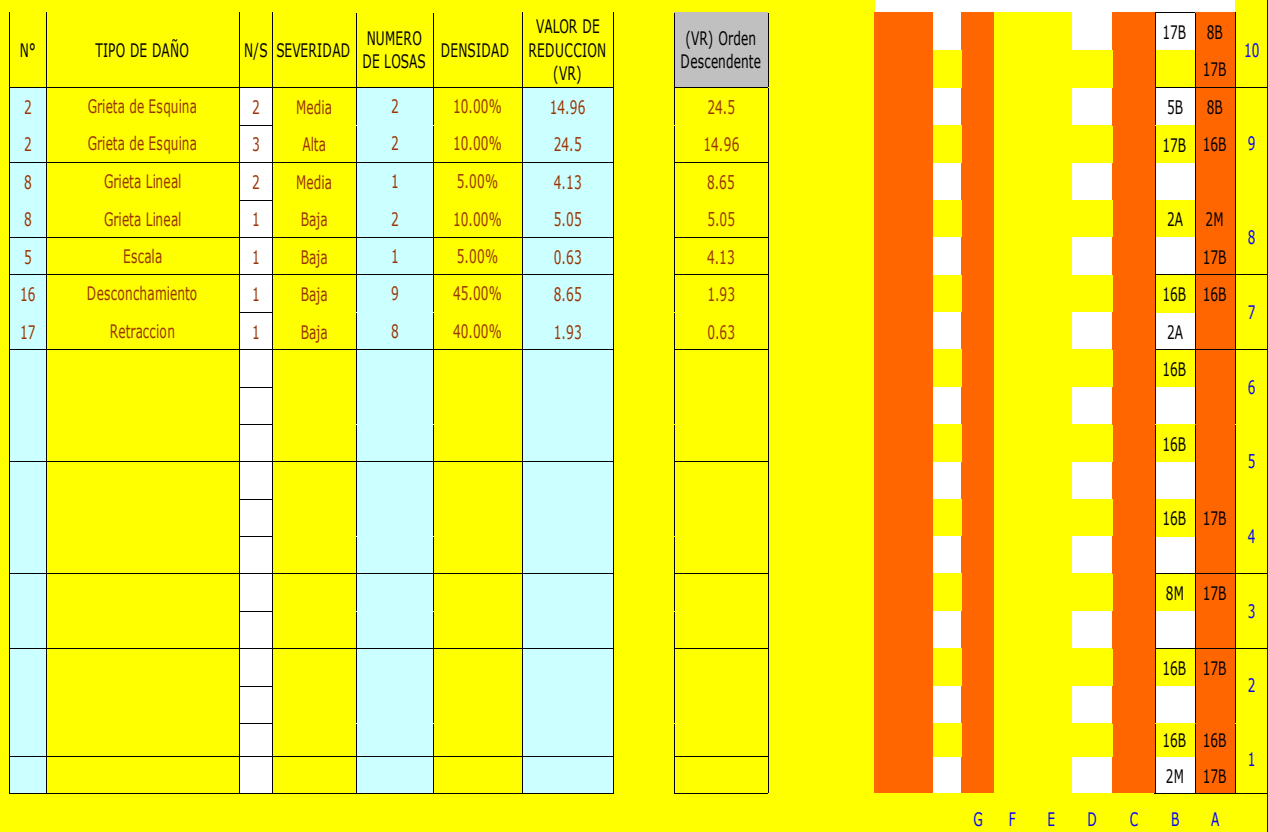 Nº TIPO DE DAÑO N/S SEVERIDAD NUMERO DE LOSAS DENSIDAD VALOR DE REDUCCION (VR) (VR) Orden Descendente
2 Grieta de Esquina 2 Media 2 10.00% 14.96 24.5
2 Grieta de Esquina 3 Alta 2 10.00% 24.5 14.96
8 Grieta Lineal 2 Media 1 5.00% 4.13 8.65
8 Grieta Lineal 1 Baja 2 10.00% 5.05 5.05
5 Escala 1 Baja 1 5.00% 0.63 4.13
16 Desconchamiento 1 Baja 9 45.00% 8.65 1.93
17 Retraccion 1 Baja 8 40.00% 1.93 0.63
17B 8B
10
17B
5B 8B
17B 16B 9
2A 2M
8
17B
16B 16B
7
2A
16B
6
16B
5
16B 17B
4
8M 17B
3
16B 17B
2
16B 16B
1
2M 17B
G F E D C B A